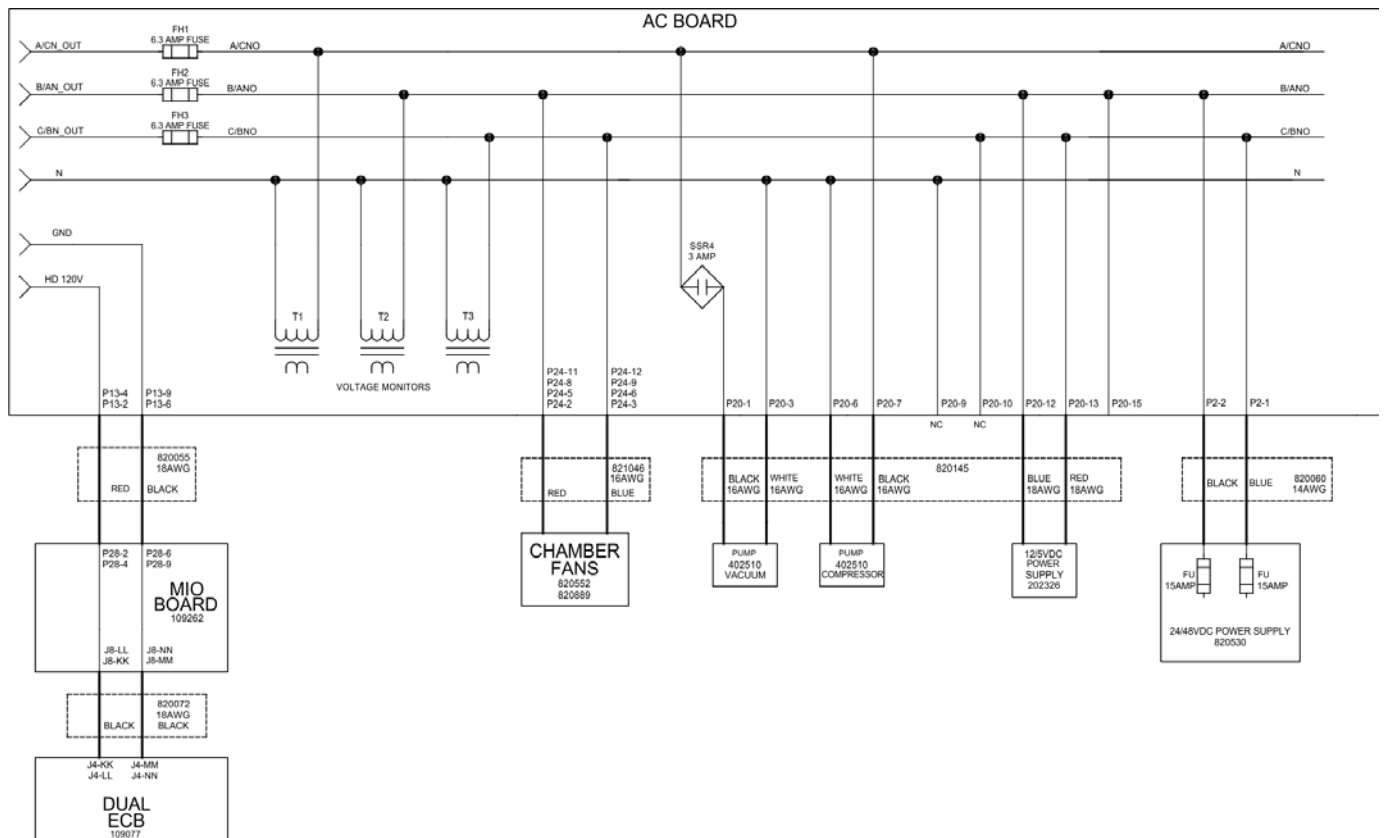 AC BOARD
FH1
6.3 AMP FUSE
A/CN_OUT
A/CNO
A/CNO
FH2
6.3 AMP FUSE
B/AN_OUT
B/ANO
B/ANO
FH3
6.3 AMP FUSE
C/BN_OUT
C/BNO
C/BNO
N
N
GND
HD 120V
SSR4
3 AMP
T1
T2
T3
VOLTAGE MONITORS
P13-4
P13-2
P13-9
P13-6
P24-11
P24-8
P24-5
P24-2
P24-12
P24-9
P24-6
P24-3
P20-1
P20-3
P20-6
P20-7
P20-9
P20-10
P20-12
P20-13
P20-15
P2-2
P2-1
NC
NC
820055
18AWG
RED
BLACK
821046
16AWG
RED
BLUE
820145
BLACK
16AWG
WHITE
16AWG
WHITE
16AWG
BLACK
16AWG
BLUE
18AWG
RED
18AWG
820060
14AWG
BLACK
BLUE
P28-2
P28-4
P28-6
P28-9
MIO
BOARD
109262
J8-LL
J8-KK
J8-NN
J8-MM
CHAMBER
FANS
820552
820889
PUMP
402510
VACUUM
PUMP
402510
COMPRESSOR
12/5VDC
POWER
SUPPLY
202326
FU
15AMP
FU
15AMP
24/48VDC POWER SUPPLY
820530
820072
18AWG
BLACK
BLACK
J4-KK
J4-LL
J4-MM
J4-NN
DUAL
ECB
109077